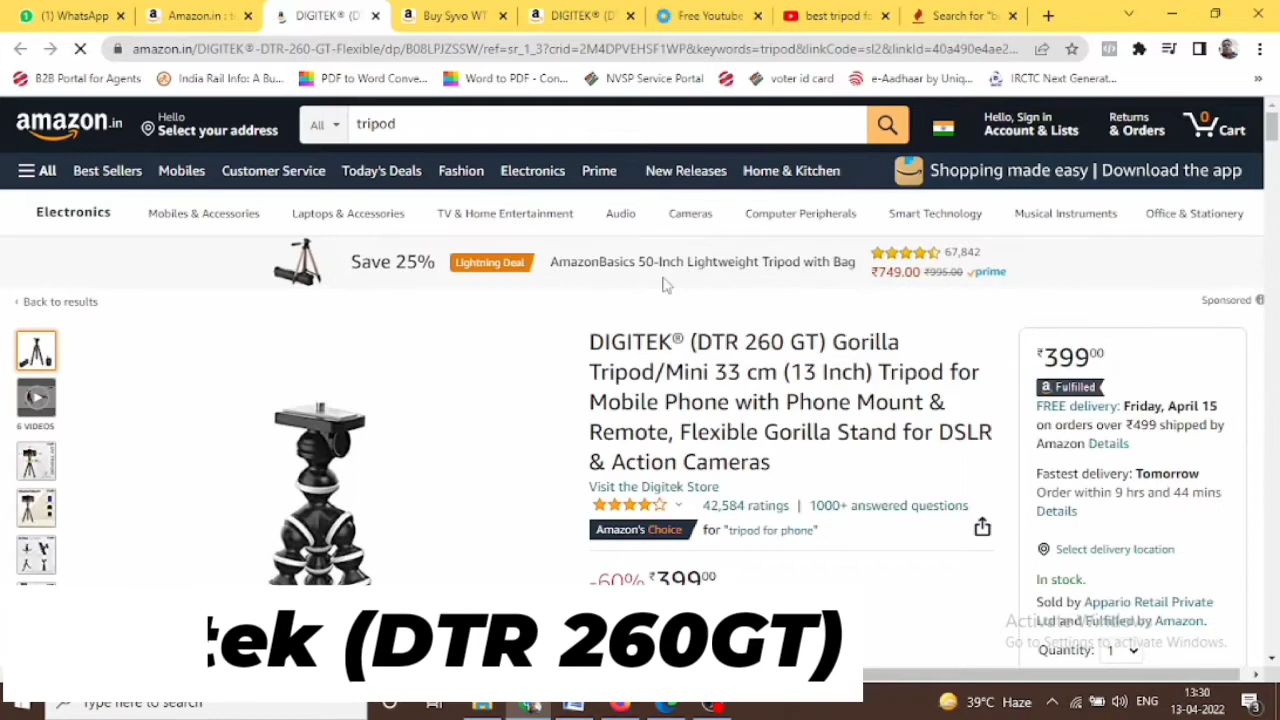 WhatsApp
Amazon.in : t
DIGITEK® (D
Buy Syvo WT
DIGITEK® (D
Free Youtube
best tripod fo
Search for "b
amazon.in/DIGITEK®-DTR-260-GT-Flexible/dp/B08LPJZSSW/ref=sr_1_3?crid=2M4DPVEHSF1WP&keywords=tripod&linkCode=sl2&linkId=40a490e4ae2...
B2B Portal for Agents
India Rail Info: A Bu...
PDF to Word Conve...
Word to PDF - Con...
NVSP Service Portal
voter id card
e-Aadhaar by Uniq...
IRCTC Next Generat...
amazon.in
Hello
Select your address
All
tripod
Hello, Sign in
Account & Lists
Returns
& Orders
0
Cart
All
Best Sellers
Mobiles
Customer Service
Today's Deals
Fashion
Electronics
Prime
New Releases
Home & Kitchen
Shopping made easy | Download the app
Electronics
Mobiles & Accessories
Laptops & Accessories
TV & Home Entertainment
Audio
Cameras
Computer Peripherals
Smart Technology
Musical Instruments
Office & Stationery
Save 25%
Lightning Deal
AmazonBasics 50-Inch Lightweight Tripod with Bag
67,842
₹749.00 ₹995.00 prime
‹ Back to results
Sponsored
6 VIDEOS
DIGITEK® (DTR 260 GT) Gorilla
Tripod/Mini 33 cm (13 Inch) Tripod for
Mobile Phone with Phone Mount &
Remote, Flexible Gorilla Stand for DSLR
& Action Cameras
Visit the Digitek Store
42,584 ratings | 1000+ answered questions
Amazon's Choice for "tripod for phone"
-60% ₹39900
₹39900
a Fulfilled
FREE delivery: Friday, April 15
on orders over ₹499 shipped by
Amazon Details
Fastest delivery: Tomorrow
Order within 9 hrs and 44 mins
Details
Select delivery location
In stock.
Sold by Appario Retail Private
Ltd and Fulfilled by Amazon.
Quantity: 1
Activate Windows
Go to Settings to activate Windows.
tek (DTR 260GT)
Type here to search
39°C Haze
ENG
13:30
13-04-2022
3